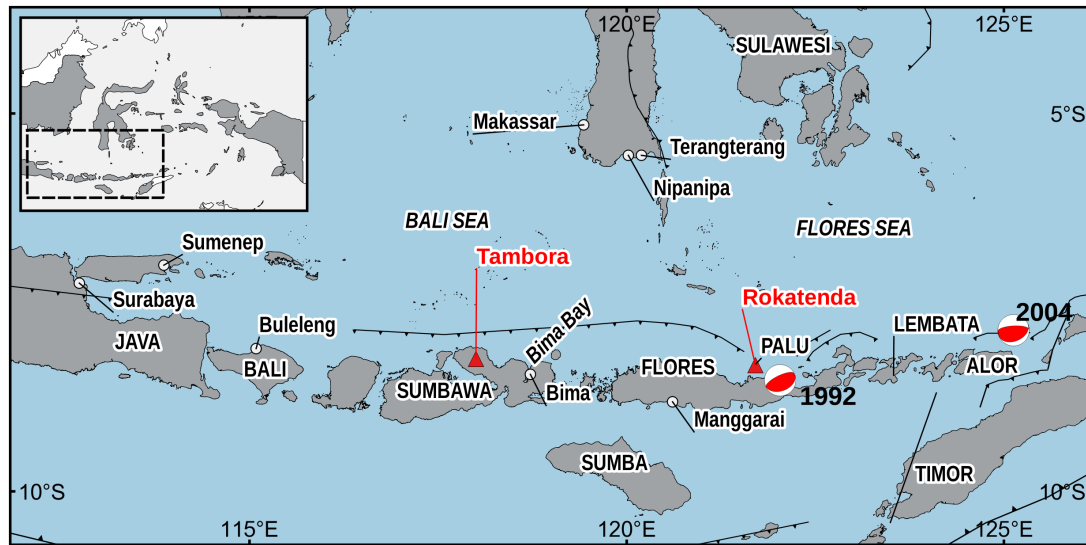 115°E
120°E
125°E
SULAWESI
5°S
Makassar
Terangterang
Nipanipa
BALI SEA
FLORES SEA
Sumenep
Tambora
Rokatenda
Surabaya
2004
Buleleng
Bima Bay
LEMBATA
JAVA
PALU
BALI
FLORES
ALOR
SUMBAWA
Bima
1992
Manggarai
SUMBA
TIMOR
10°S
10°S
115°E
120°E
125°E